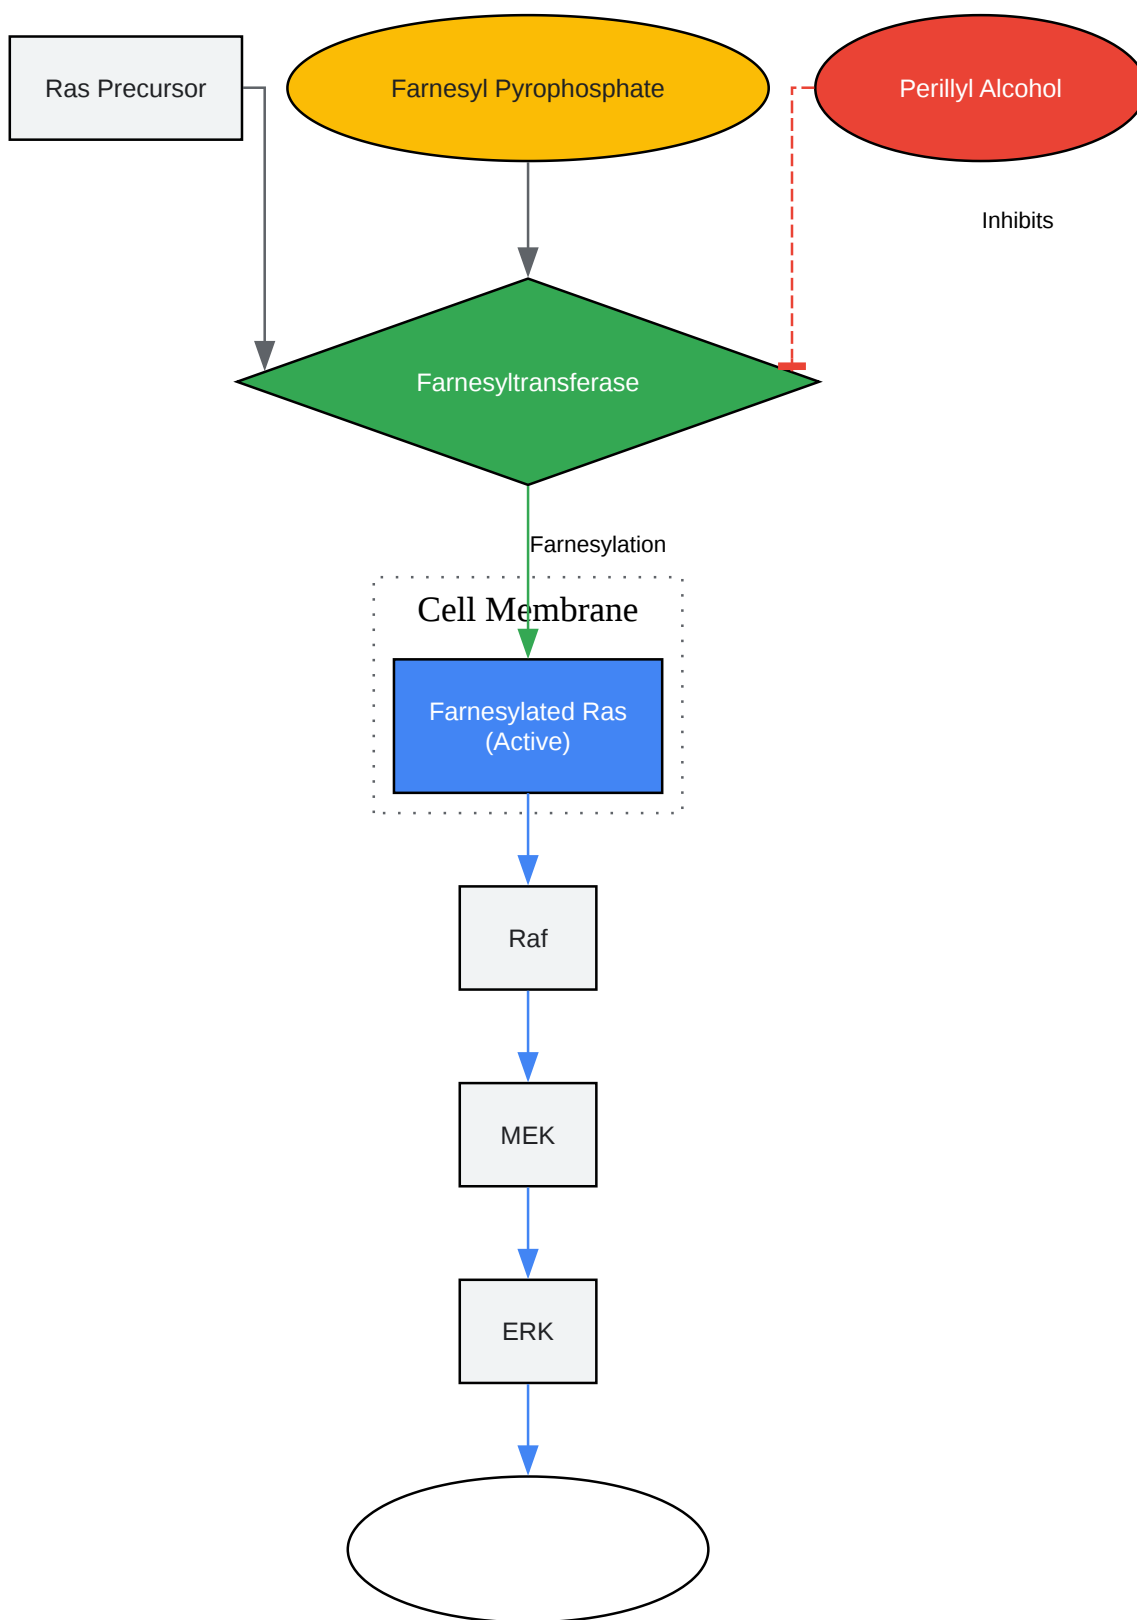 Ras Precursor
Farnesyl Pyrophosphate
Perillyl Alcohol
Inhibits
Farnesyltransferase
Farnesylation
Cell Membrane
Farnesylated Ras
(Active)
Raf
MEK
ERK